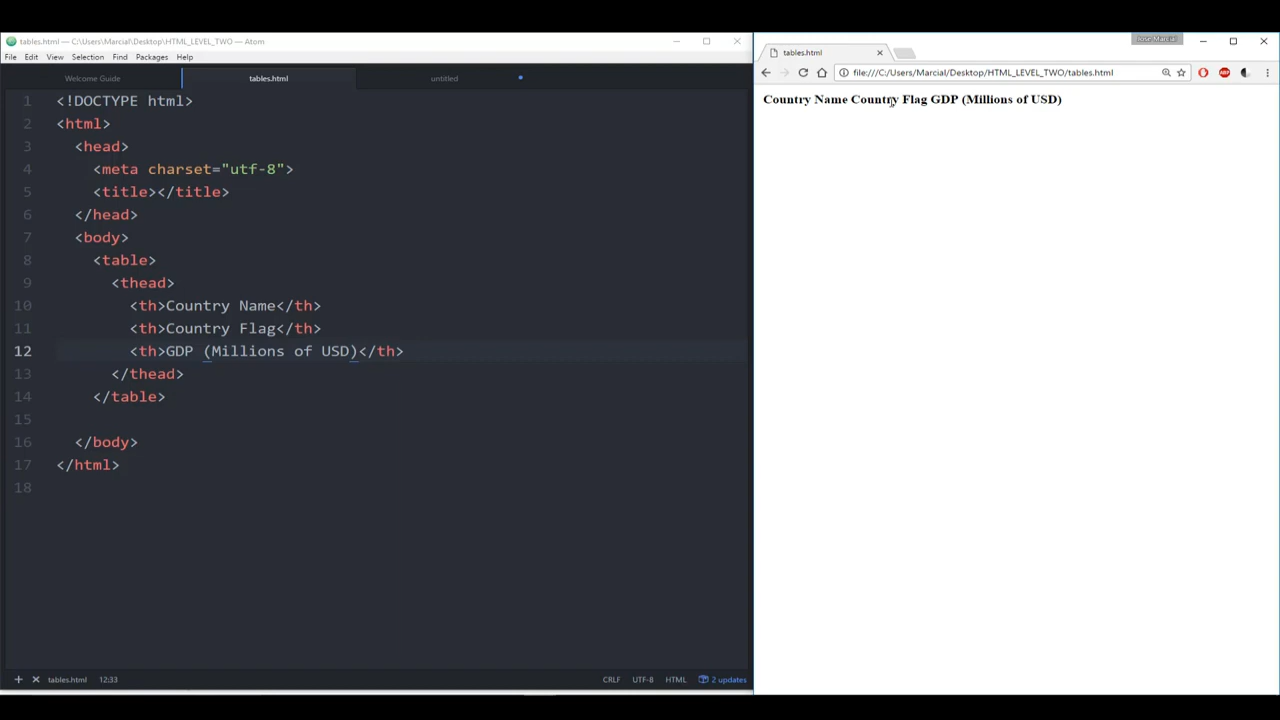 tables.html — C:\Users\Marcial\Desktop\HTML_LEVEL_TWO — Atom
File Edit View Selection Find Packages Help
Welcome Guide tables.html untitled
1 <!DOCTYPE html>
2 <html>
3 <head>
4 <meta charset="utf-8">
5 <title></title>
6 </head>
7 <body>
8 <table>
9 <thead>
10 <th>Country Name</th>
11 <th>Country Flag</th>
12 <th>GDP (Millions of USD)</th>
13 </thead>
14 </table>
15
16 </body>
17 </html>
18
tables.html 12:33 CRLF UTF-8 HTML 2 updates
Jose Marcial
tables.html
file:///C:/Users/Marcial/Desktop/HTML_LEVEL_TWO/tables.html
ABP
Country Name Country Flag GDP (Millions of USD)